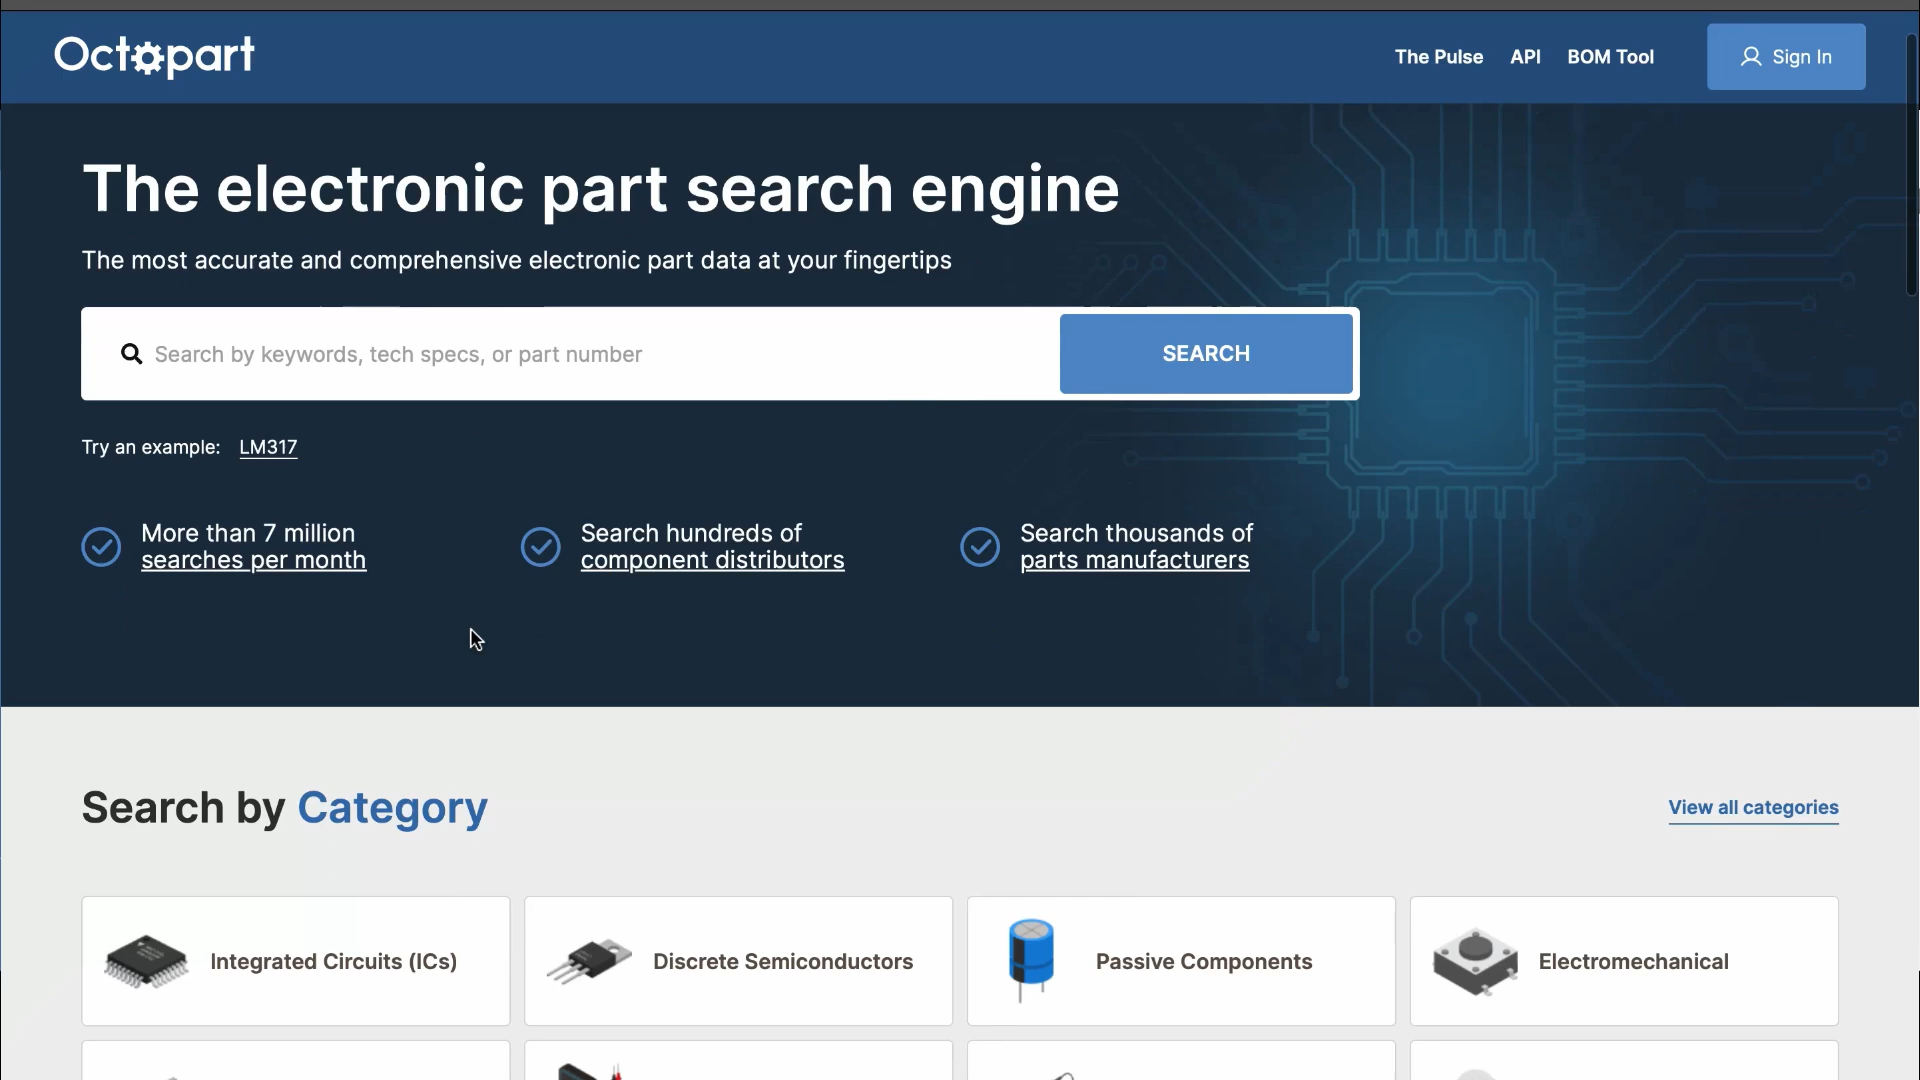 Octopart
The Pulse API BOM Tool Sign In
The electronic part search engine
The most accurate and comprehensive electronic part data at your fingertips
Search by keywords, tech specs, or part number SEARCH
Try an example: LM317
More than 7 million
searches per month
Search hundreds of
component distributors
Search thousands of
parts manufacturers
Search by Category
View all categories
Integrated Circuits (ICs)
Discrete Semiconductors
Passive Components
Electromechanical